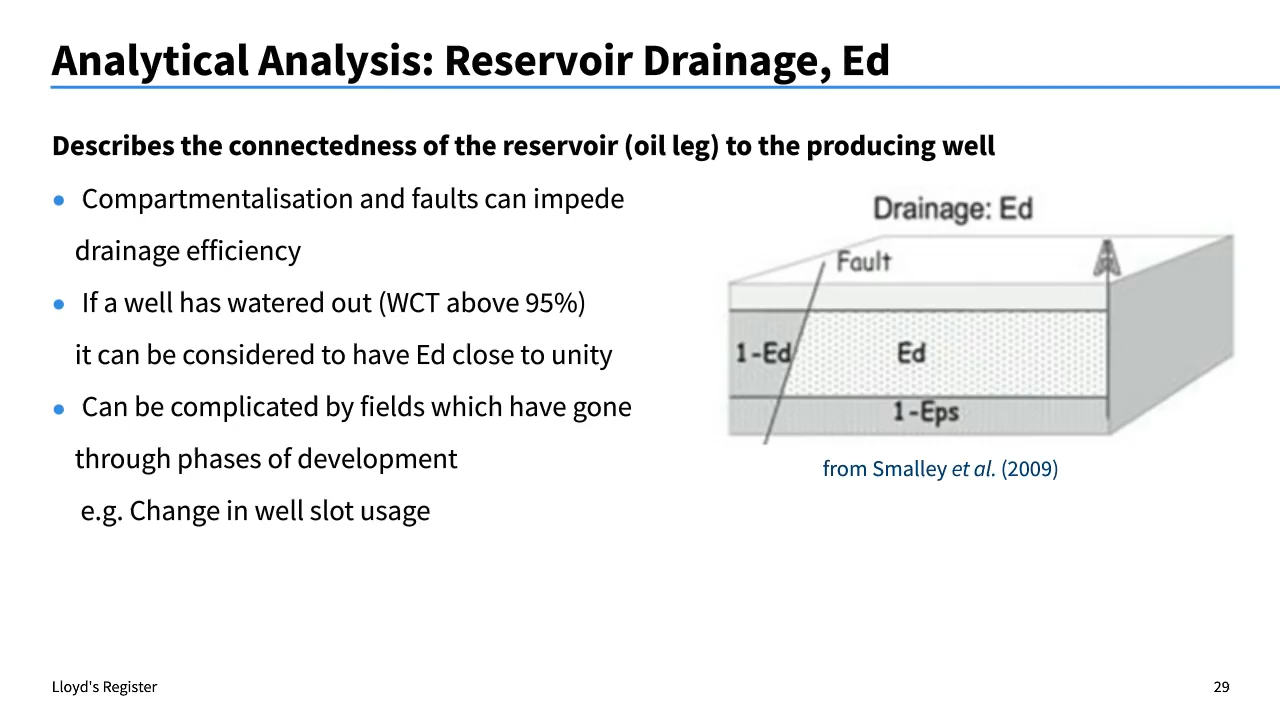 Analytical Analysis: Reservoir Drainage, Ed
Describes the connectedness of the reservoir (oil leg) to the producing well
• Compartmentalisation and faults can impede
drainage efficiency
• If a well has watered out (WCT above 95%)
it can be considered to have Ed close to unity
• Can be complicated by fields which have gone
through phases of development
e.g. Change in well slot usage
Drainage: Ed
Fault
1-Ed
Ed
1-Eps
from Smalley et al. (2009)
Lloyd's Register
29